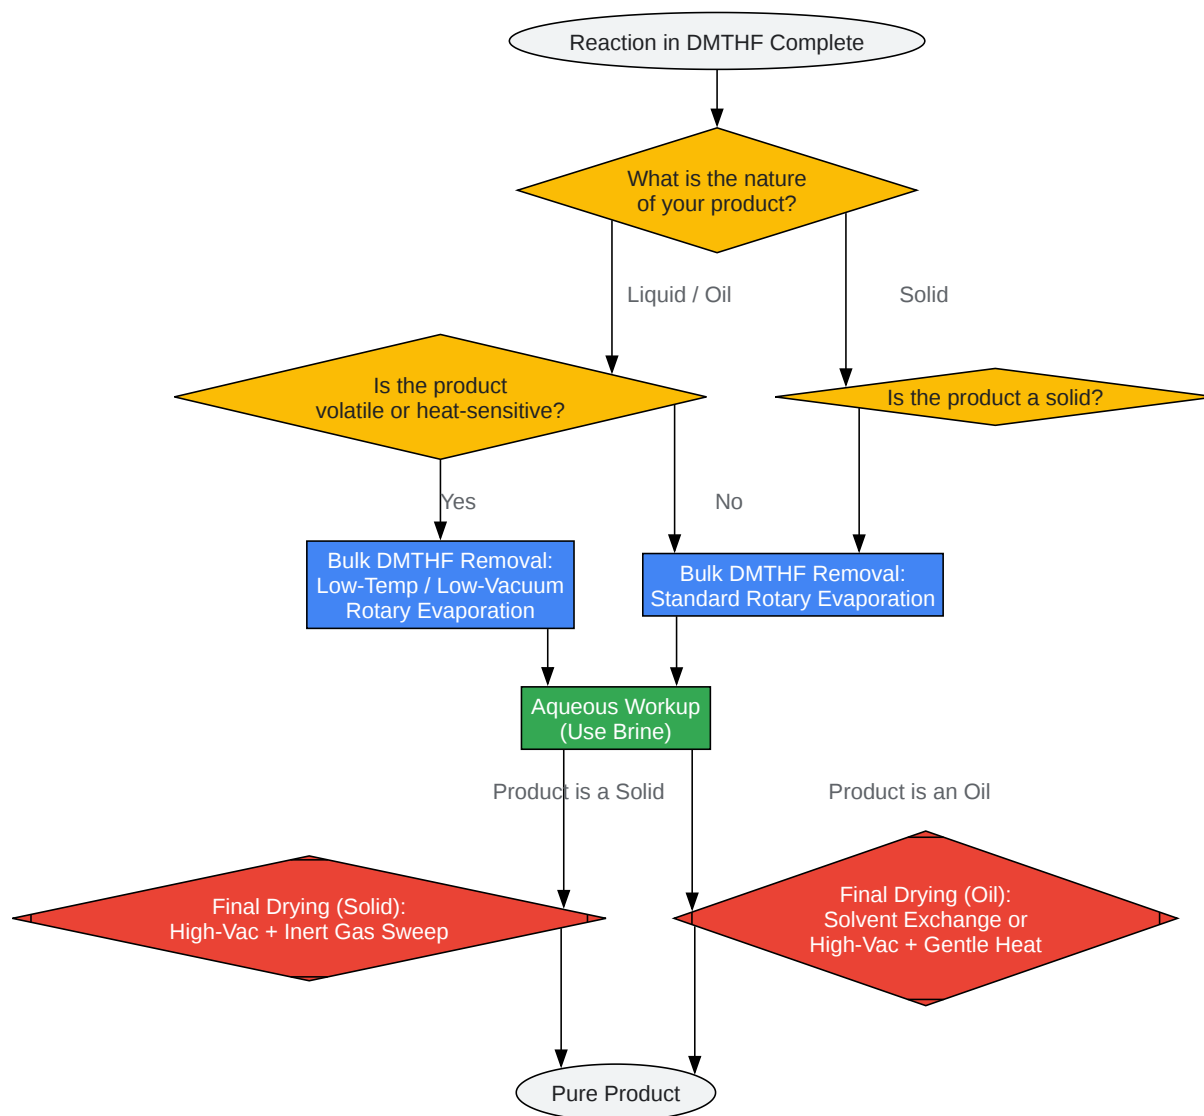 Reaction in DMTHF Complete
What is the nature
of your product?
Liquid / Oil
Solid
Is the product
volatile or heat-sensitive?
Is the product a solid?
Yes
No
Bulk DMTHF Removal:
Low-Temp / Low-Vacuum
Rotary Evaporation
Bulk DMTHF Removal:
Standard Rotary Evaporation
Aqueous Workup
(Use Brine)
Product is a Solid
Product is an Oil
Final Drying (Solid):
High-Vac + Inert Gas Sweep
Final Drying (Oil):
Solvent Exchange or
High-Vac + Gentle Heat
Pure Product